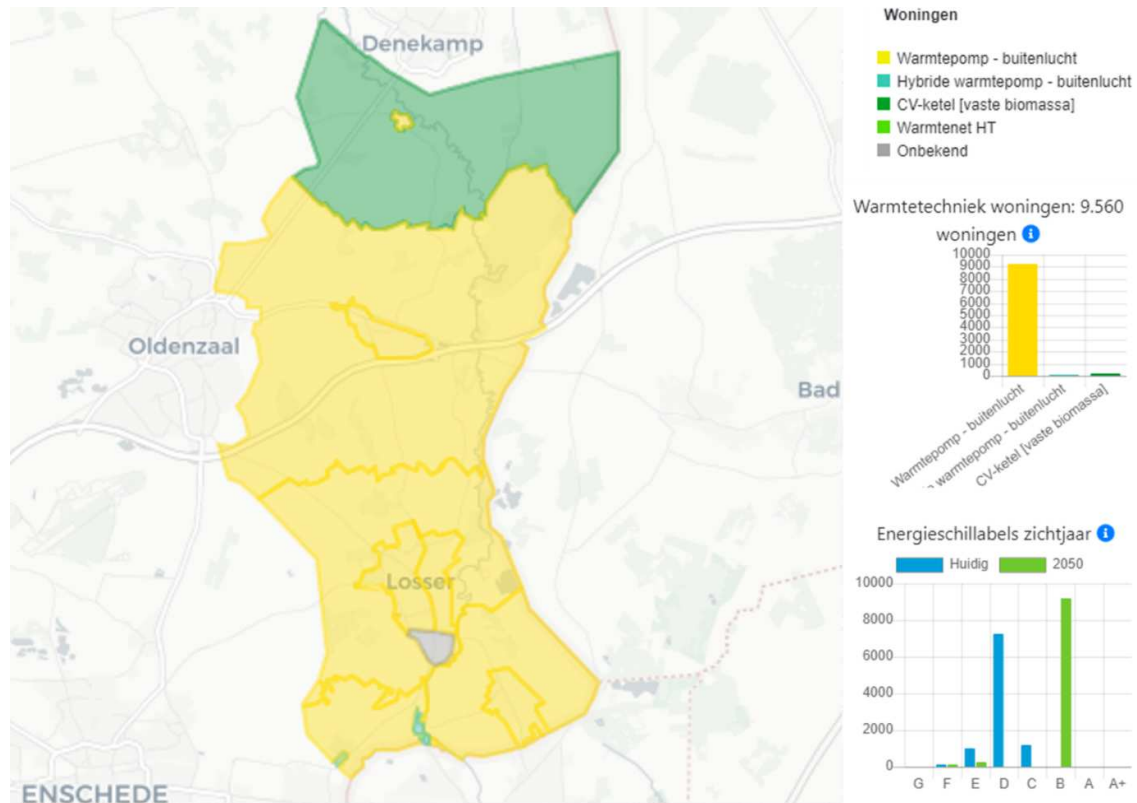 Denekamp
Oldenzaal
Bad
Losser
ENSCHEDE
Woningen
Warmtepomp - buitenlucht
Hybride warmtepomp - buitenlucht
CV-ketel [vaste biomassa]
Warmtenet HT
Onbekend
Warmtetechniek woningen: 9.560
woningen
10000
9000
8000
7000
6000
5000
4000
3000
2000
1000
0
Warmtepomp - buitenlucht
warmtepomp - buitenlucht
CV-ketel [vaste biomassa]
Energieschillabels zichtjaar
Huidig 2050
10000
8000
6000
4000
2000
0
G F E D C B A A+